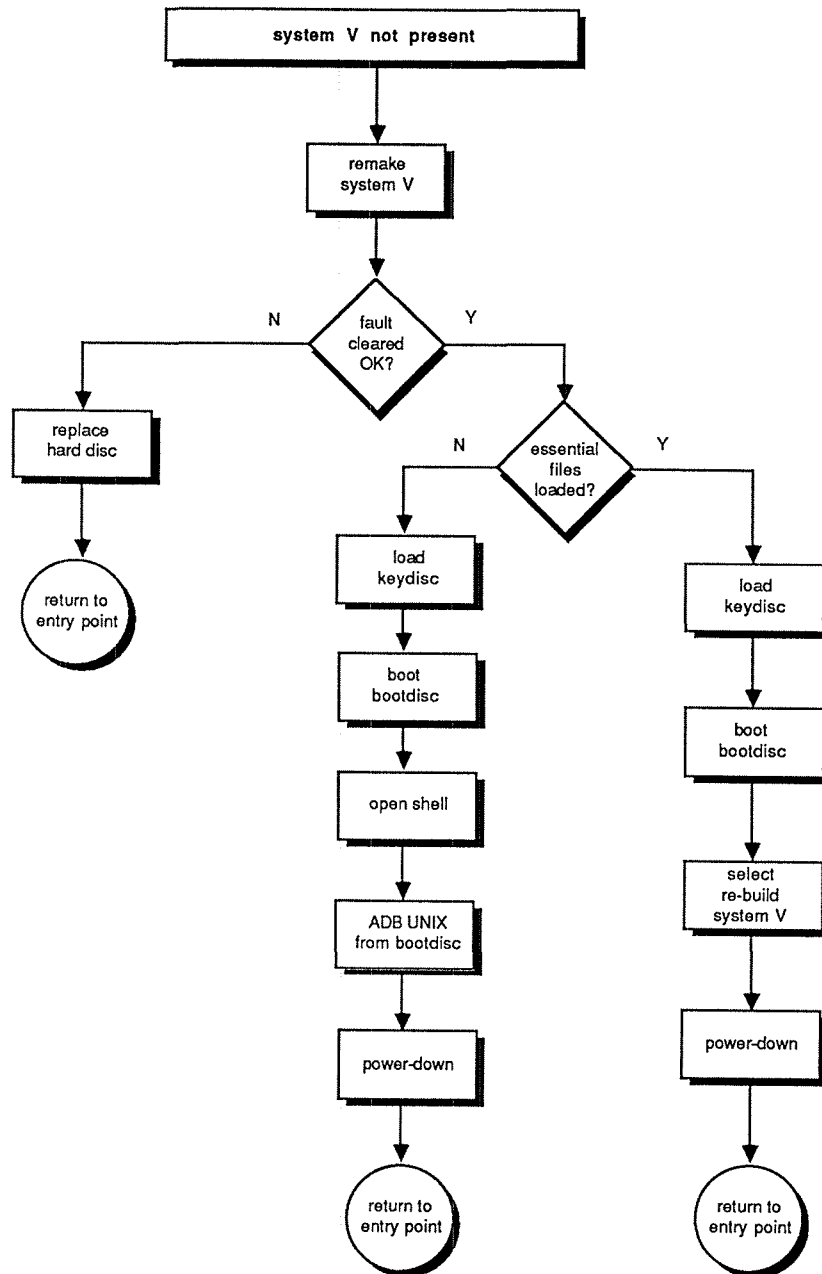 system V not present
remake
system V
N
fault
cleared
OK?
Y
replace
hard disc
return to
entry point
N
essential
files
loaded?
Y
load
keydisc
boot
bootdisc
open shell
ADB UNIX
from bootdisc
power-down
return to
entry point
load
keydisc
boot
bootdisc
select
re-build
system V
power-down
return to
entry point